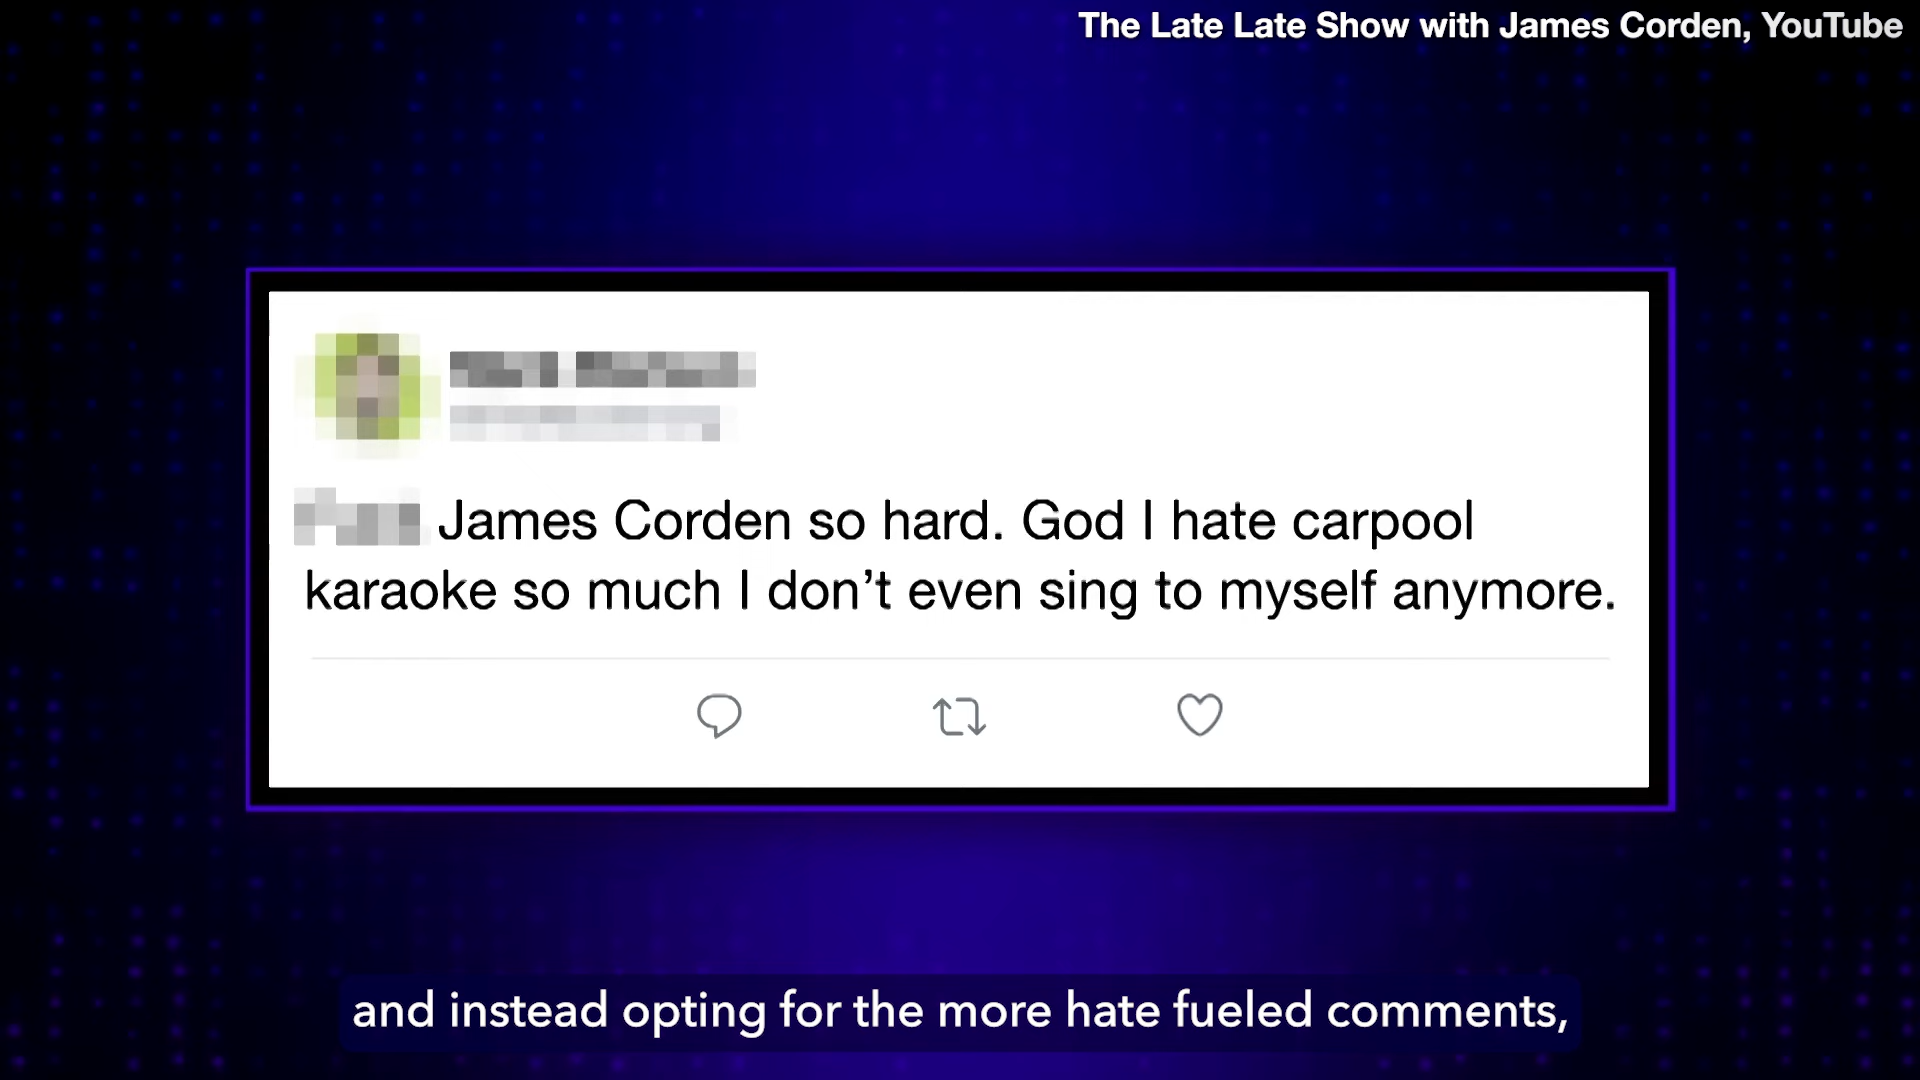 The Late Late Show with James Corden, YouTube
James Corden so hard. God I hate carpool
karaoke so much I don’t even sing to myself anymore.
and instead opting for the more hate fueled comments,